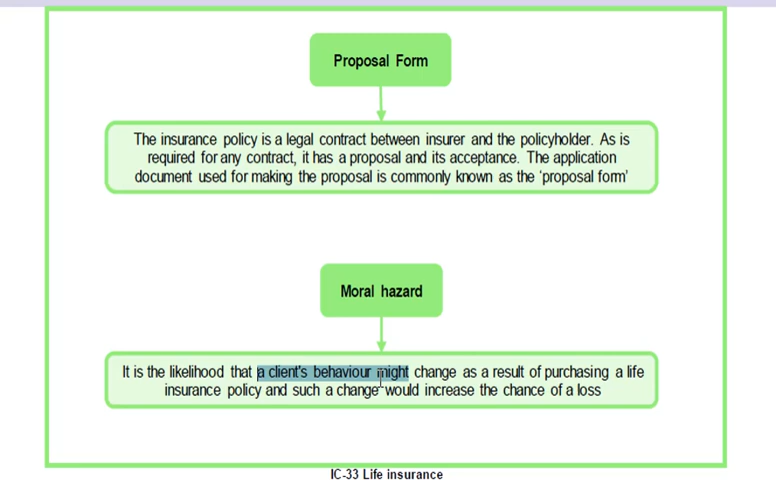 Proposal Form
The insurance policy is a legal contract between insurer and the policyholder. As is
required for any contract, it has a proposal and its acceptance. The application
document used for making the proposal is commonly known as the ‘proposal form’
Moral hazard
It is the likelihood that a client's behaviour might change as a result of purchasing a life
insurance policy and such a change would increase the chance of a loss
IC-33 Life insurance